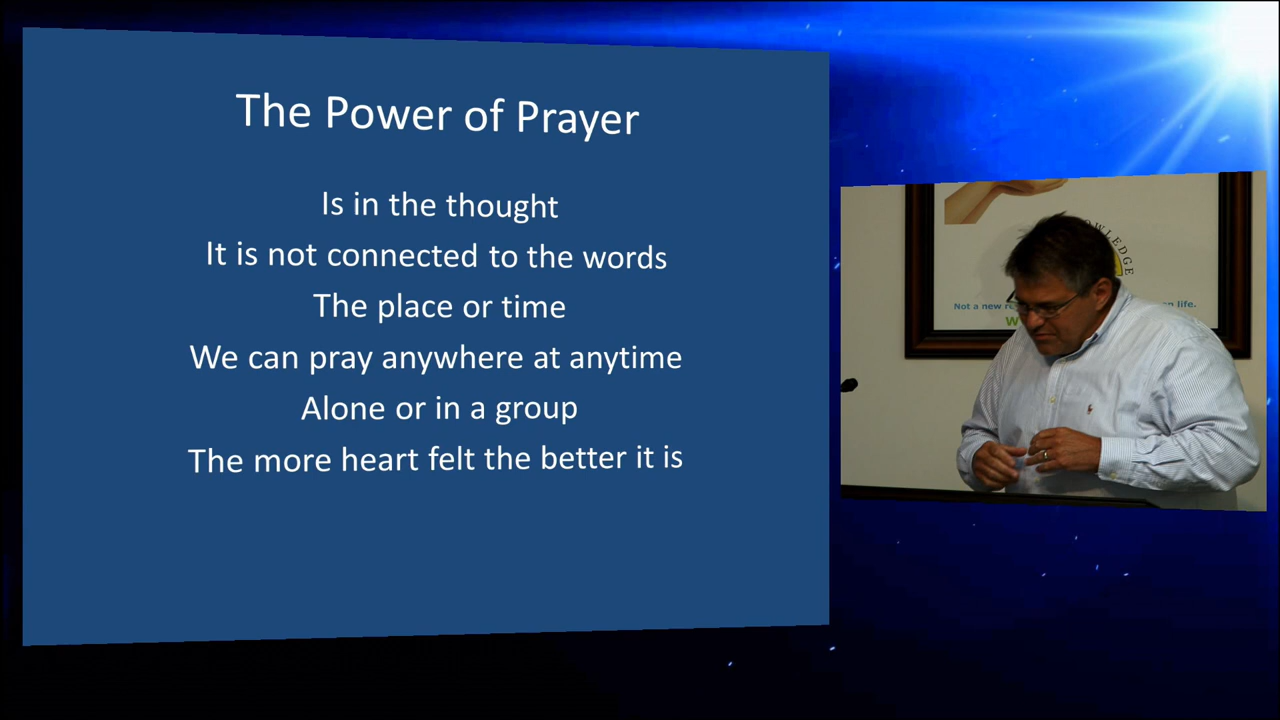 The Power of Prayer
Is in the thought
It is not connected to the words
The place or time
We can pray anywhere at anytime
Alone or in a group
The more heart felt the better it is
OWLEDGE
Not a new r
n life.
W